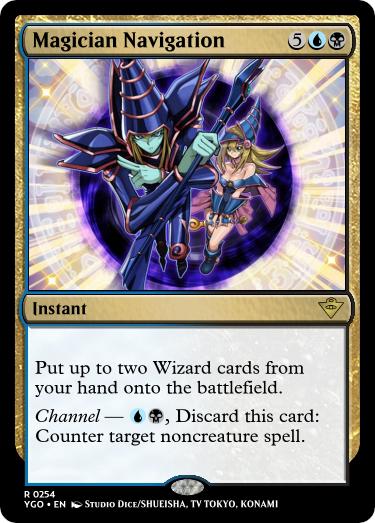 Magician Navigation 5
Instant
Put up to two Wizard cards from
your hand onto the battlefield.
Channel — , Discard this card:
Counter target noncreature spell.
R 0254
YGO • EN Studio Dice/SHUEISHA, TV TOKYO, KONAMI